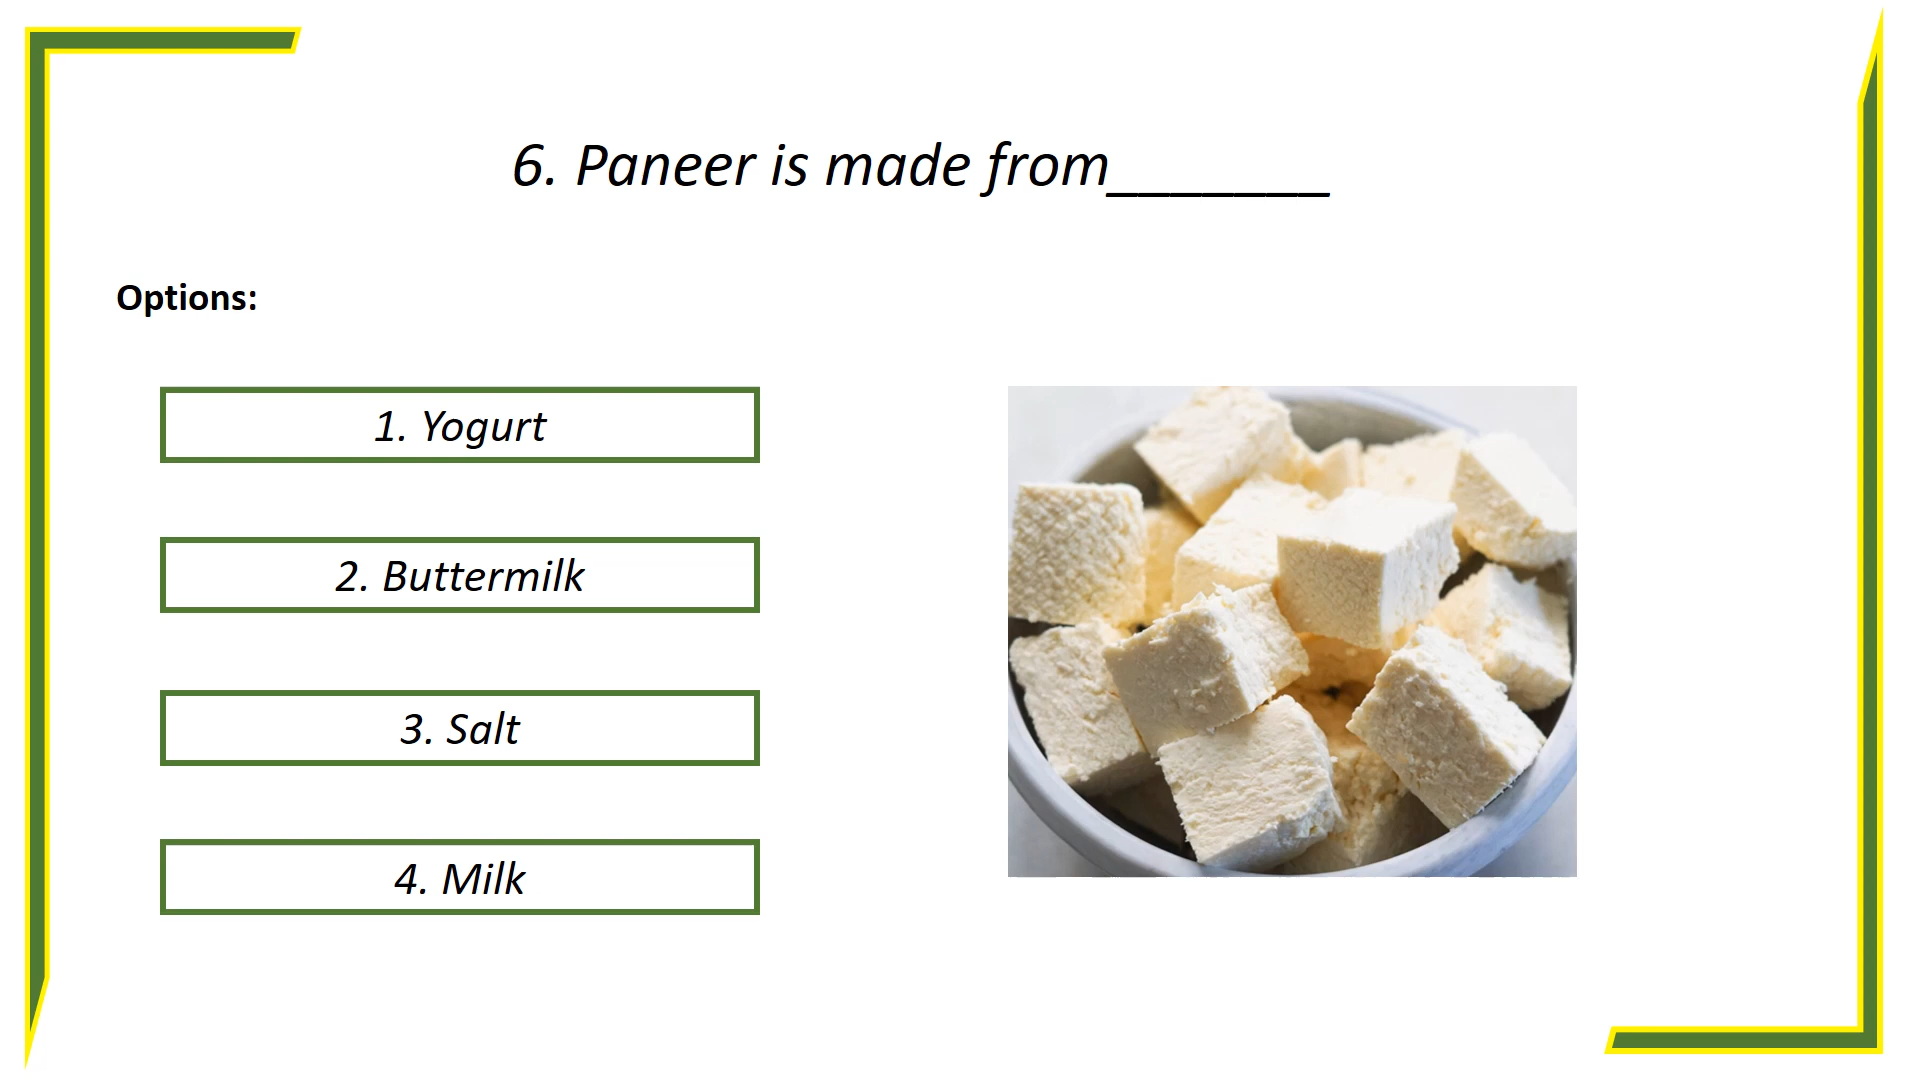 6. Paneer is made from_______
Options:
1. Yogurt
2. Buttermilk
3. Salt
4. Milk